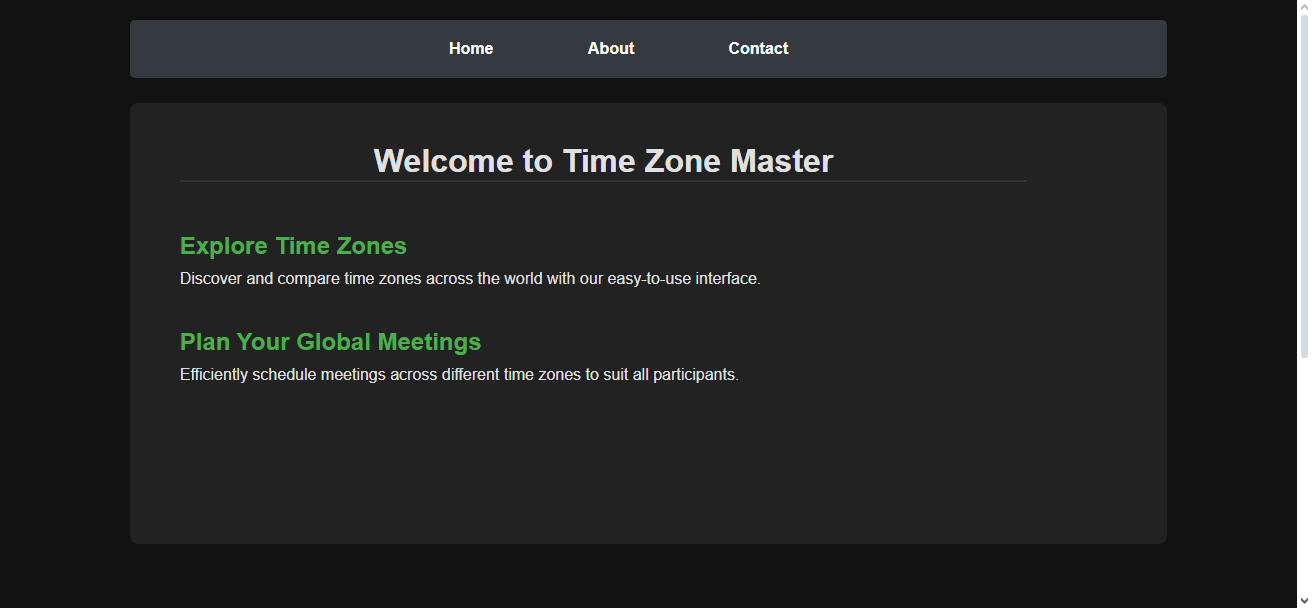 Home About Contact
Welcome to Time Zone Master
Explore Time Zones
Discover and compare time zones across the world with our easy-to-use interface.
Plan Your Global Meetings
Efficiently schedule meetings across different time zones to suit all participants.